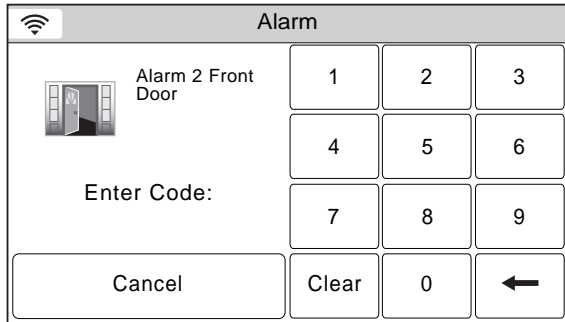 Alarm
Alarm 2 Front
Door
Enter Code:
1 2 3
4 5 6
7 8 9
Cancel Clear 0